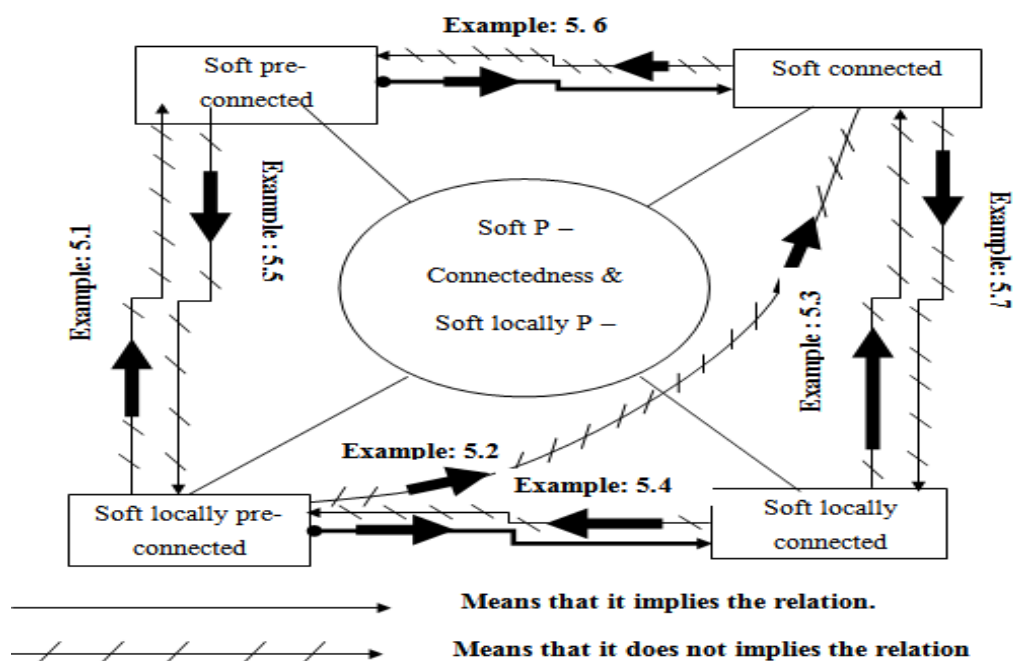 Example: 5. 6
Soft pre-
connected
Soft connected
Example: 5.1
Example : 5.5
Soft P –
Connectedness &
Soft locally P –
Example : 5.3
Example: 5.7
Example: 5.2
Example: 5.4
Soft locally pre-
connected
Soft locally
connected
Means that it implies the relation.
Means that it does not implies the relation